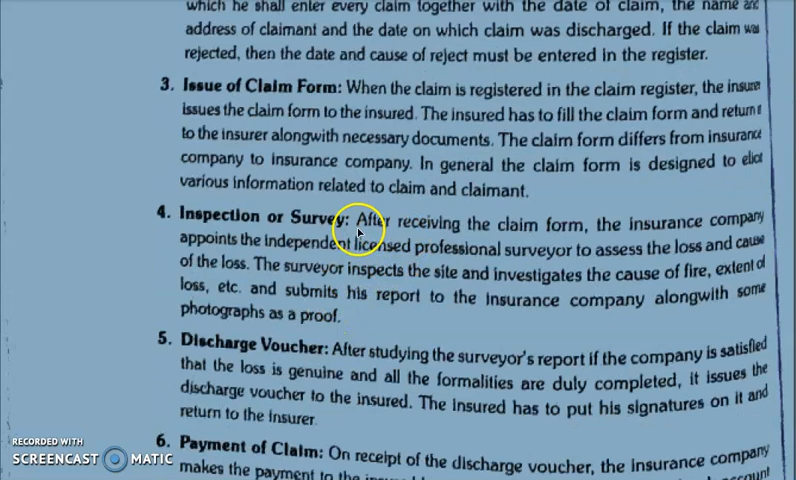 which he shall enter every claim together with the date of claim, the name and
address of claimant and the date on which claim was discharged. If the claim was
rejected, then the date and cause of reject must be entered in the register.
3. Issue of Claim Form: When the claim is registered in the claim register, the insurer
issues the claim form to the insured. The insured has to fill the claim form and return it
to the insurer alongwith necessary documents. The claim form differs from insurance
company to insurance company. In general the claim form is designed to elicit
various information related to claim and claimant.
4. Inspection or Survey: After receiving the claim form, the insurance company
appoints the independent licensed professional surveyor to assess the loss and cause
of the loss. The surveyor inspects the site and investigates the cause of fire, extent of
loss, etc. and submits his report to the insurance company alongwith some
photographs as a proof.
5. Discharge Voucher: After studying the surveyor's report if the company is satisfied
that the loss is genuine and all the formalities are duly completed, it issues the
discharge voucher to the insured. The insured has to put his signatures on it and
return to the insurer.
6. Payment of Claim: On receipt of the discharge voucher, the insurance company
makes the payment to the
RECORDED WITH
SCREENCAST MATIC